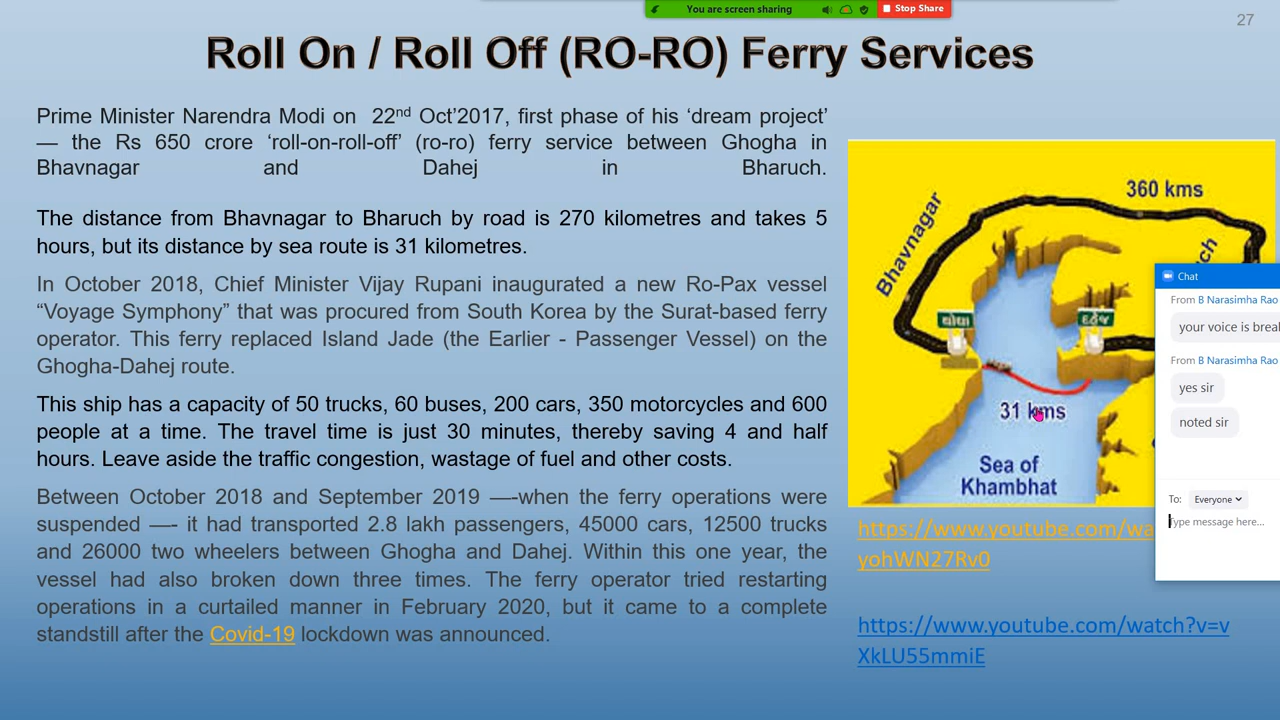 You are screen sharing
Stop Share
27
Roll On / Roll Off (RO-RO) Ferry Services
Prime Minister Narendra Modi on 22nd Oct'2017, first phase of his ‘dream project’
— the Rs 650 crore ‘roll-on-roll-off’ (ro-ro) ferry service between Ghogha in
Bhavnagar and Dahej in Bharuch.
The distance from Bhavnagar to Bharuch by road is 270 kilometres and takes 5
hours, but its distance by sea route is 31 kilometres.
In October 2018, Chief Minister Vijay Rupani inaugurated a new Ro-Pax vessel
“Voyage Symphony” that was procured from South Korea by the Surat-based ferry
operator. This ferry replaced Island Jade (the Earlier - Passenger Vessel) on the
Ghogha-Dahej route.
This ship has a capacity of 50 trucks, 60 buses, 200 cars, 350 motorcycles and 600
people at a time. The travel time is just 30 minutes, thereby saving 4 and half
hours. Leave aside the traffic congestion, wastage of fuel and other costs.
Between October 2018 and September 2019 —-when the ferry operations were
suspended —- it had transported 2.8 lakh passengers, 45000 cars, 12500 trucks
and 26000 two wheelers between Ghogha and Dahej. Within this one year, the
vessel had also broken down three times. The ferry operator tried restarting
operations in a curtailed manner in February 2020, but it came to a complete
standstill after the Covid-19 lockdown was announced.
360 kms
Bhavnagar
ch
ઘોઘા
દહેજ
31 kms
Sea of
Khambhat
https://www.youtube.com/wa
yohWN27Rv0
https://www.youtube.com/watch?v=v
XkLU55mmiE
Chat
From B Narasimha Rao
your voice is brea
From B Narasimha Rao
yes sir
noted sir
To: Everyone
Type message here...